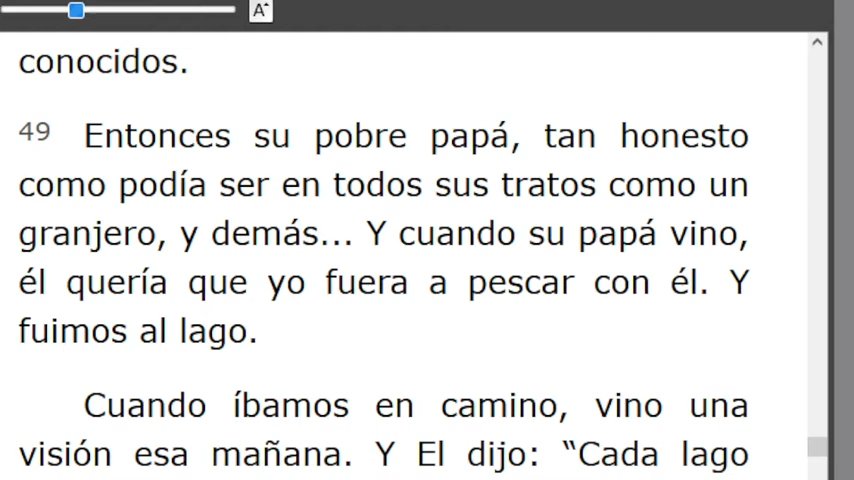 A
conocidos.
49 Entonces su pobre papá, tan honesto
como podía ser en todos sus tratos como un
granjero, y demás... Y cuando su papá vino,
él quería que yo fuera a pescar con él. Y
fuimos al lago.
Cuando íbamos en camino, vino una
visión esa mañana. Y El dijo: “Cada lago